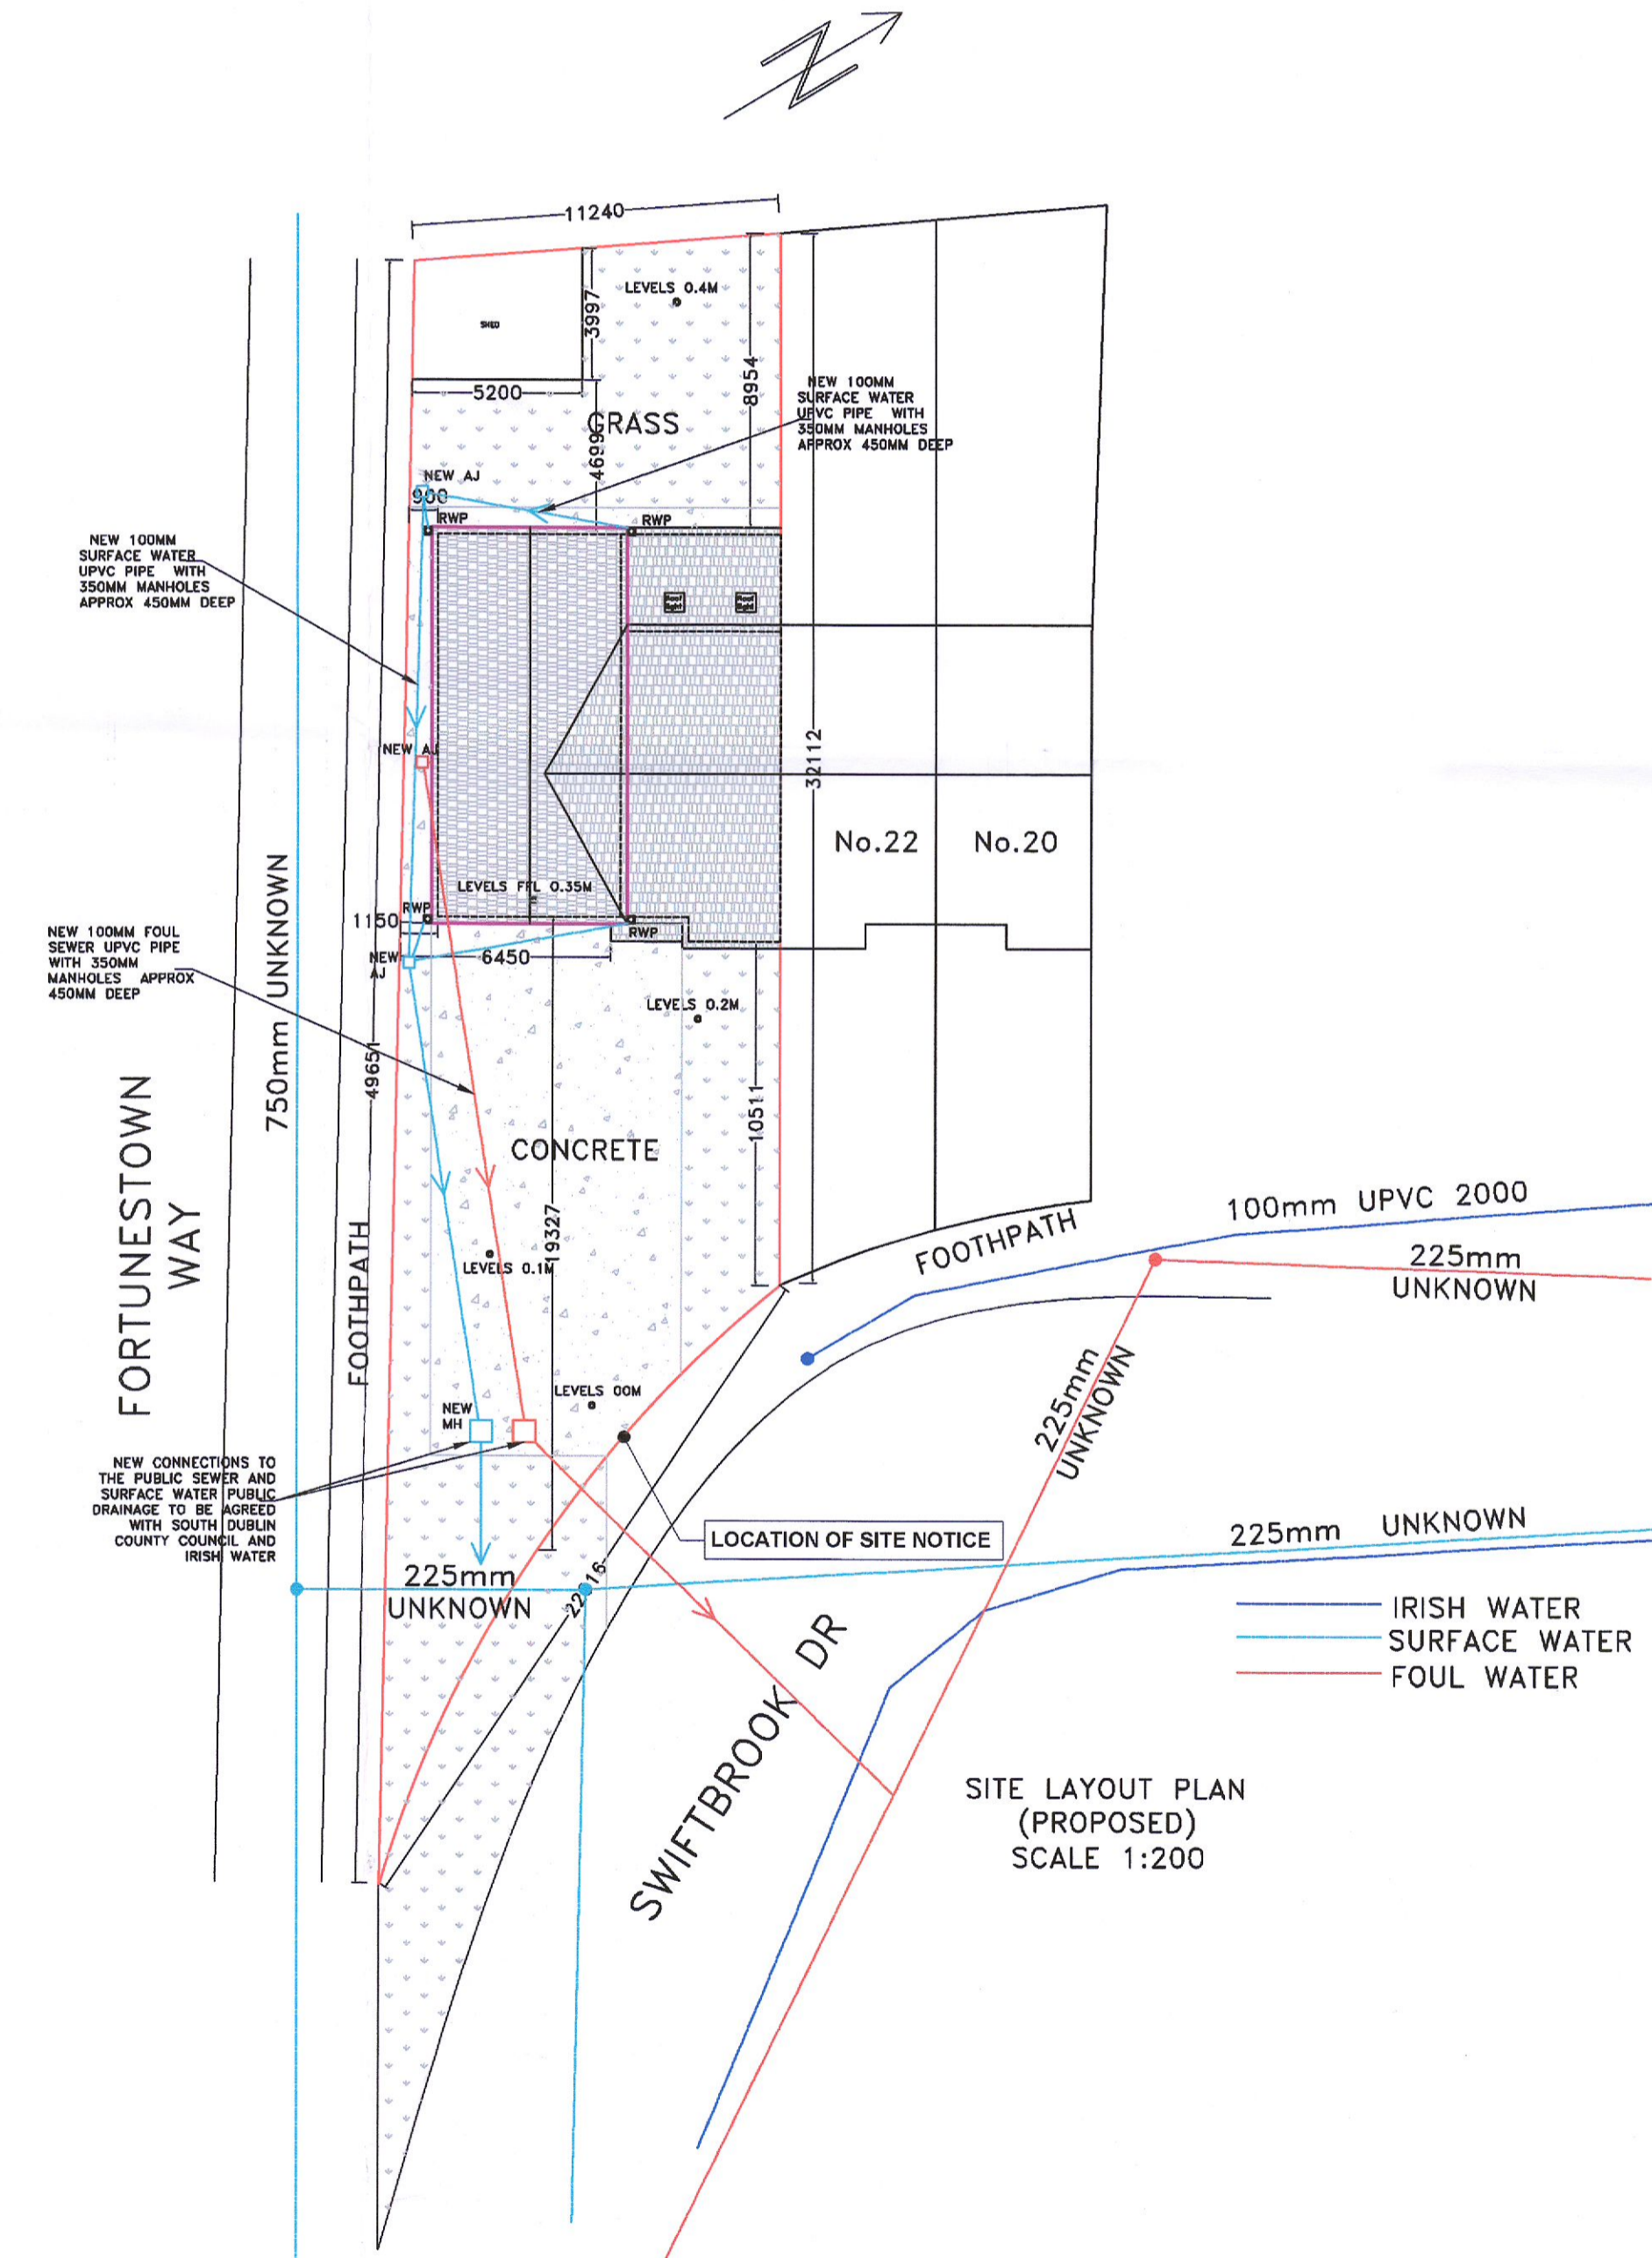 11240
LEVELS 0.4M
SHED
3997
8954
5200
NEW 100MM
SURFACE WATER
UPVC PIPE WITH
350MM MANHOLES
APPROX 450MM DEEP
GRASS
4699
NEW AJ
900
RWP
RWP
NEW 100MM
SURFACE WATER
UPVC PIPE WITH
350MM MANHOLES
APPROX 450MM DEEP
Roof
light
Roof
light
NEW AJ
32112
No.22
No.20
LEVELS FFL 0.35M
RWP
1150
RWP
NEW
AJ
6450
NEW 100MM FOUL
SEWER UPVC PIPE
WITH 350MM
MANHOLES APPROX
450MM DEEP
750mm UNKNOWN
LEVELS 0.2M
49651
10511
CONCRETE
FORTUNESTOWN
WAY
FOOTHPATH
19327
LEVELS 0.1M
FOOTHPATH
100mm UPVC 2000
225mm
UNKNOWN
225mm
UNKNOWN
LEVELS 00M
NEW
MH
NEW CONNECTIONS TO
THE PUBLIC SEWER AND
SURFACE WATER PUBLIC
DRAINAGE TO BE AGREED
WITH SOUTH DUBLIN
COUNTY COUNCIL AND
IRISH WATER
LOCATION OF SITE NOTICE
225mm UNKNOWN
225mm
UNKNOWN
IRISH WATER
SURFACE WATER
FOUL WATER
SWIFTBROOK DR
SITE LAYOUT PLAN
(PROPOSED)
SCALE 1:200